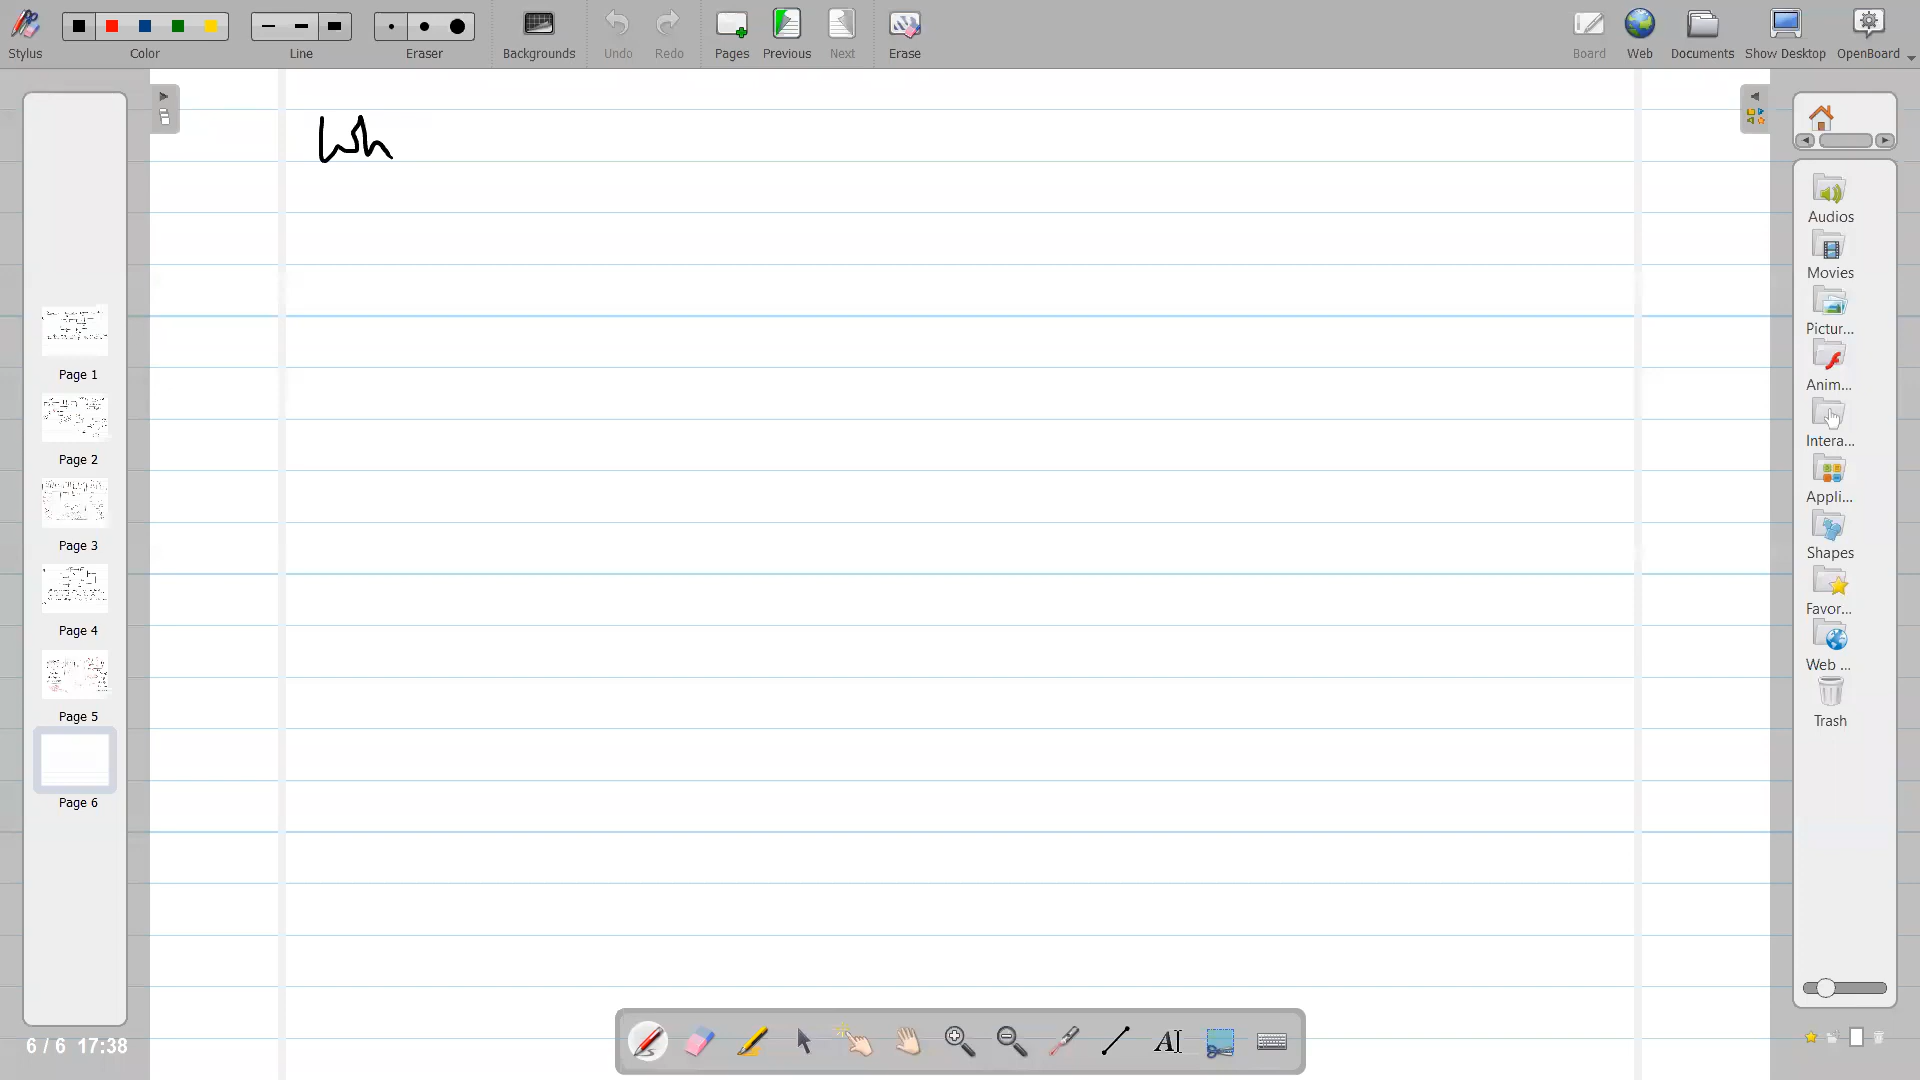 Stylus
Color
Line
Eraser
Backgrounds
Undo
Redo
Pages
Previous
Next
Erase
Board
Web
Documents
Show Desktop
OpenBoard
Wh
Page 1
Page 2
Page 3
Page 4
Page 5
Page 6
6 / 6 17:38
Audios
Movies
Pictur...
Anim...
Intera...
Appli...
Shapes
Favor...
Web ...
Trash
AI